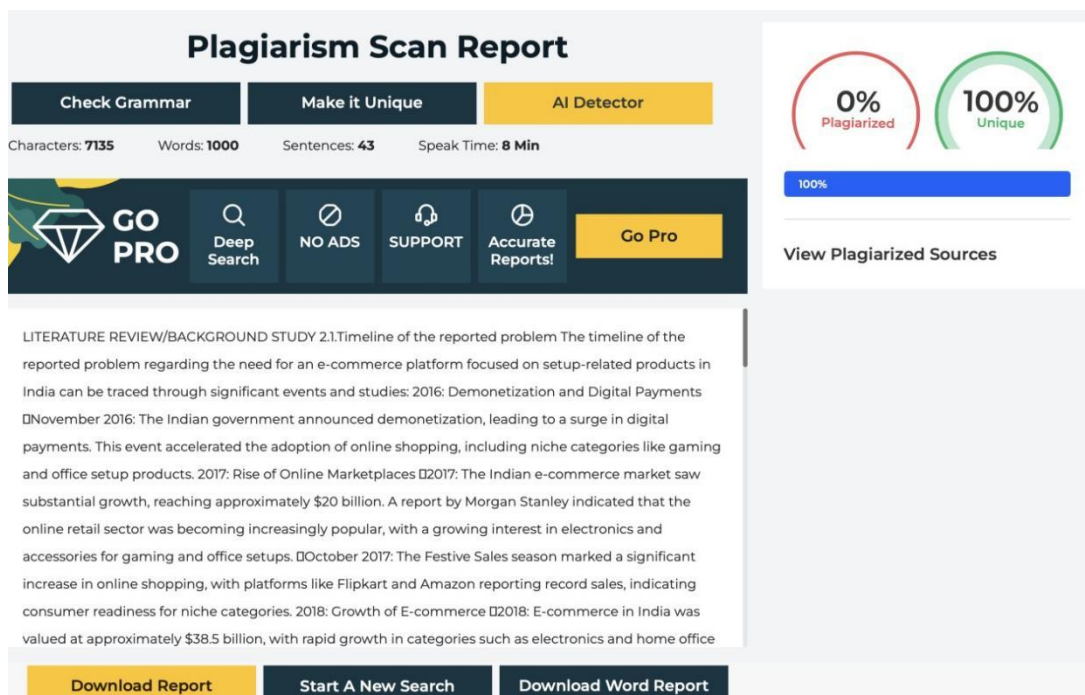 Plagiarism Scan Report
Check Grammar
Make it Unique
AI Detector
Characters: 7135 Words: 1000 Sentences: 43 Speak Time: 8 Min
GO
PRO
Deep
Search
NO ADS
SUPPORT
Accurate
Reports!
Go Pro
LITERATURE REVIEW/BACKGROUND STUDY 2.1.Timeline of the reported problem The timeline of the
reported problem regarding the need for an e-commerce platform focused on setup-related products in
India can be traced through significant events and studies: 2016: Demonetization and Digital Payments
▯November 2016: The Indian government announced demonetization, leading to a surge in digital
payments. This event accelerated the adoption of online shopping, including niche categories like gaming
and office setup products. 2017: Rise of Online Marketplaces ▯2017: The Indian e-commerce market saw
substantial growth, reaching approximately $20 billion. A report by Morgan Stanley indicated that the
online retail sector was becoming increasingly popular, with a growing interest in electronics and
accessories for gaming and office setups. ▯October 2017: The Festive Sales season marked a significant
increase in online shopping, with platforms like Flipkart and Amazon reporting record sales, indicating
consumer readiness for niche categories. 2018: Growth of E-commerce ▯2018: E-commerce in India was
valued at approximately $38.5 billion, with rapid growth in categories such as electronics and home office
Download Report
Start A New Search
Download Word Report
0%
Plagiarized
100%
Unique
100%
View Plagiarized Sources